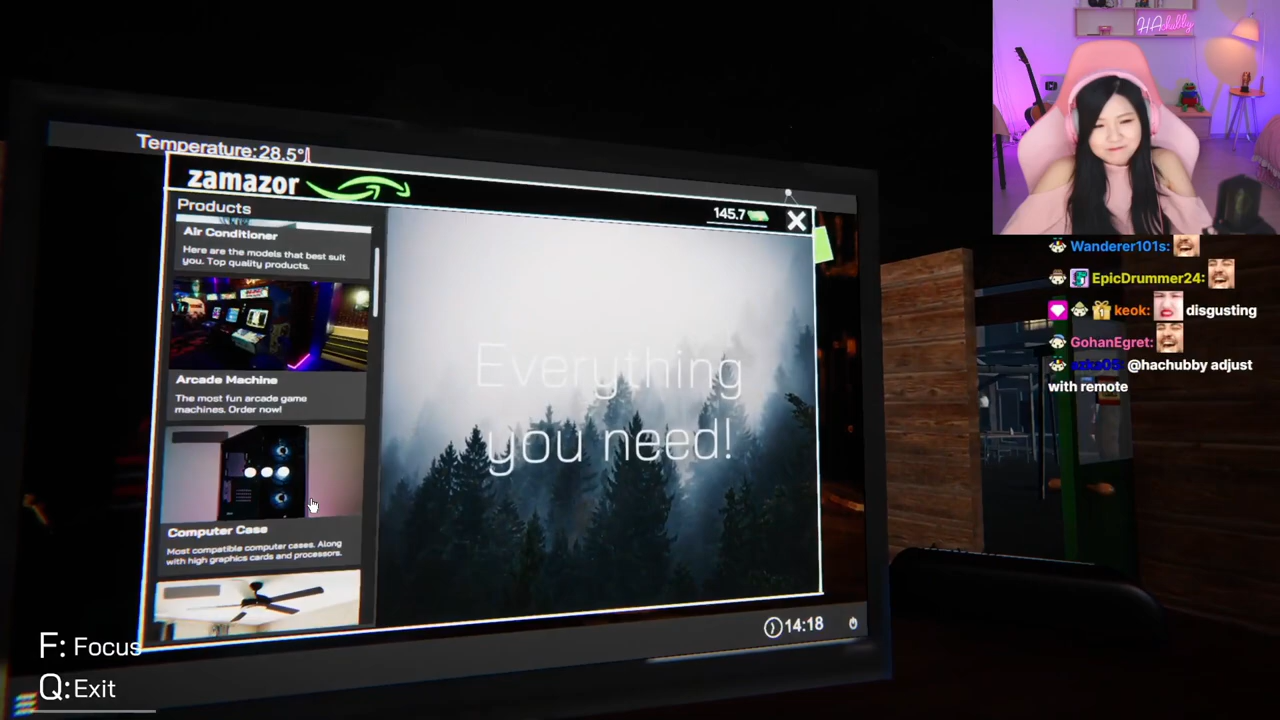 HAchubby
Temperature:28.5°
zamazor
145.7
Products
Air Conditioner
Here are the models that best suit
you. Top quality products.
Arcade Machine
The most fun arcade game
machines. Order now!
Computer Case
Most compatible computer cases. Along
with high graphics cards and processors.
Everything
you need!
14:18
F: Focus
Q: Exit
Wanderer101s:
EpicDrummer24:
keok: disgusting
GohanEgret:
@hachubby adjust
with remote